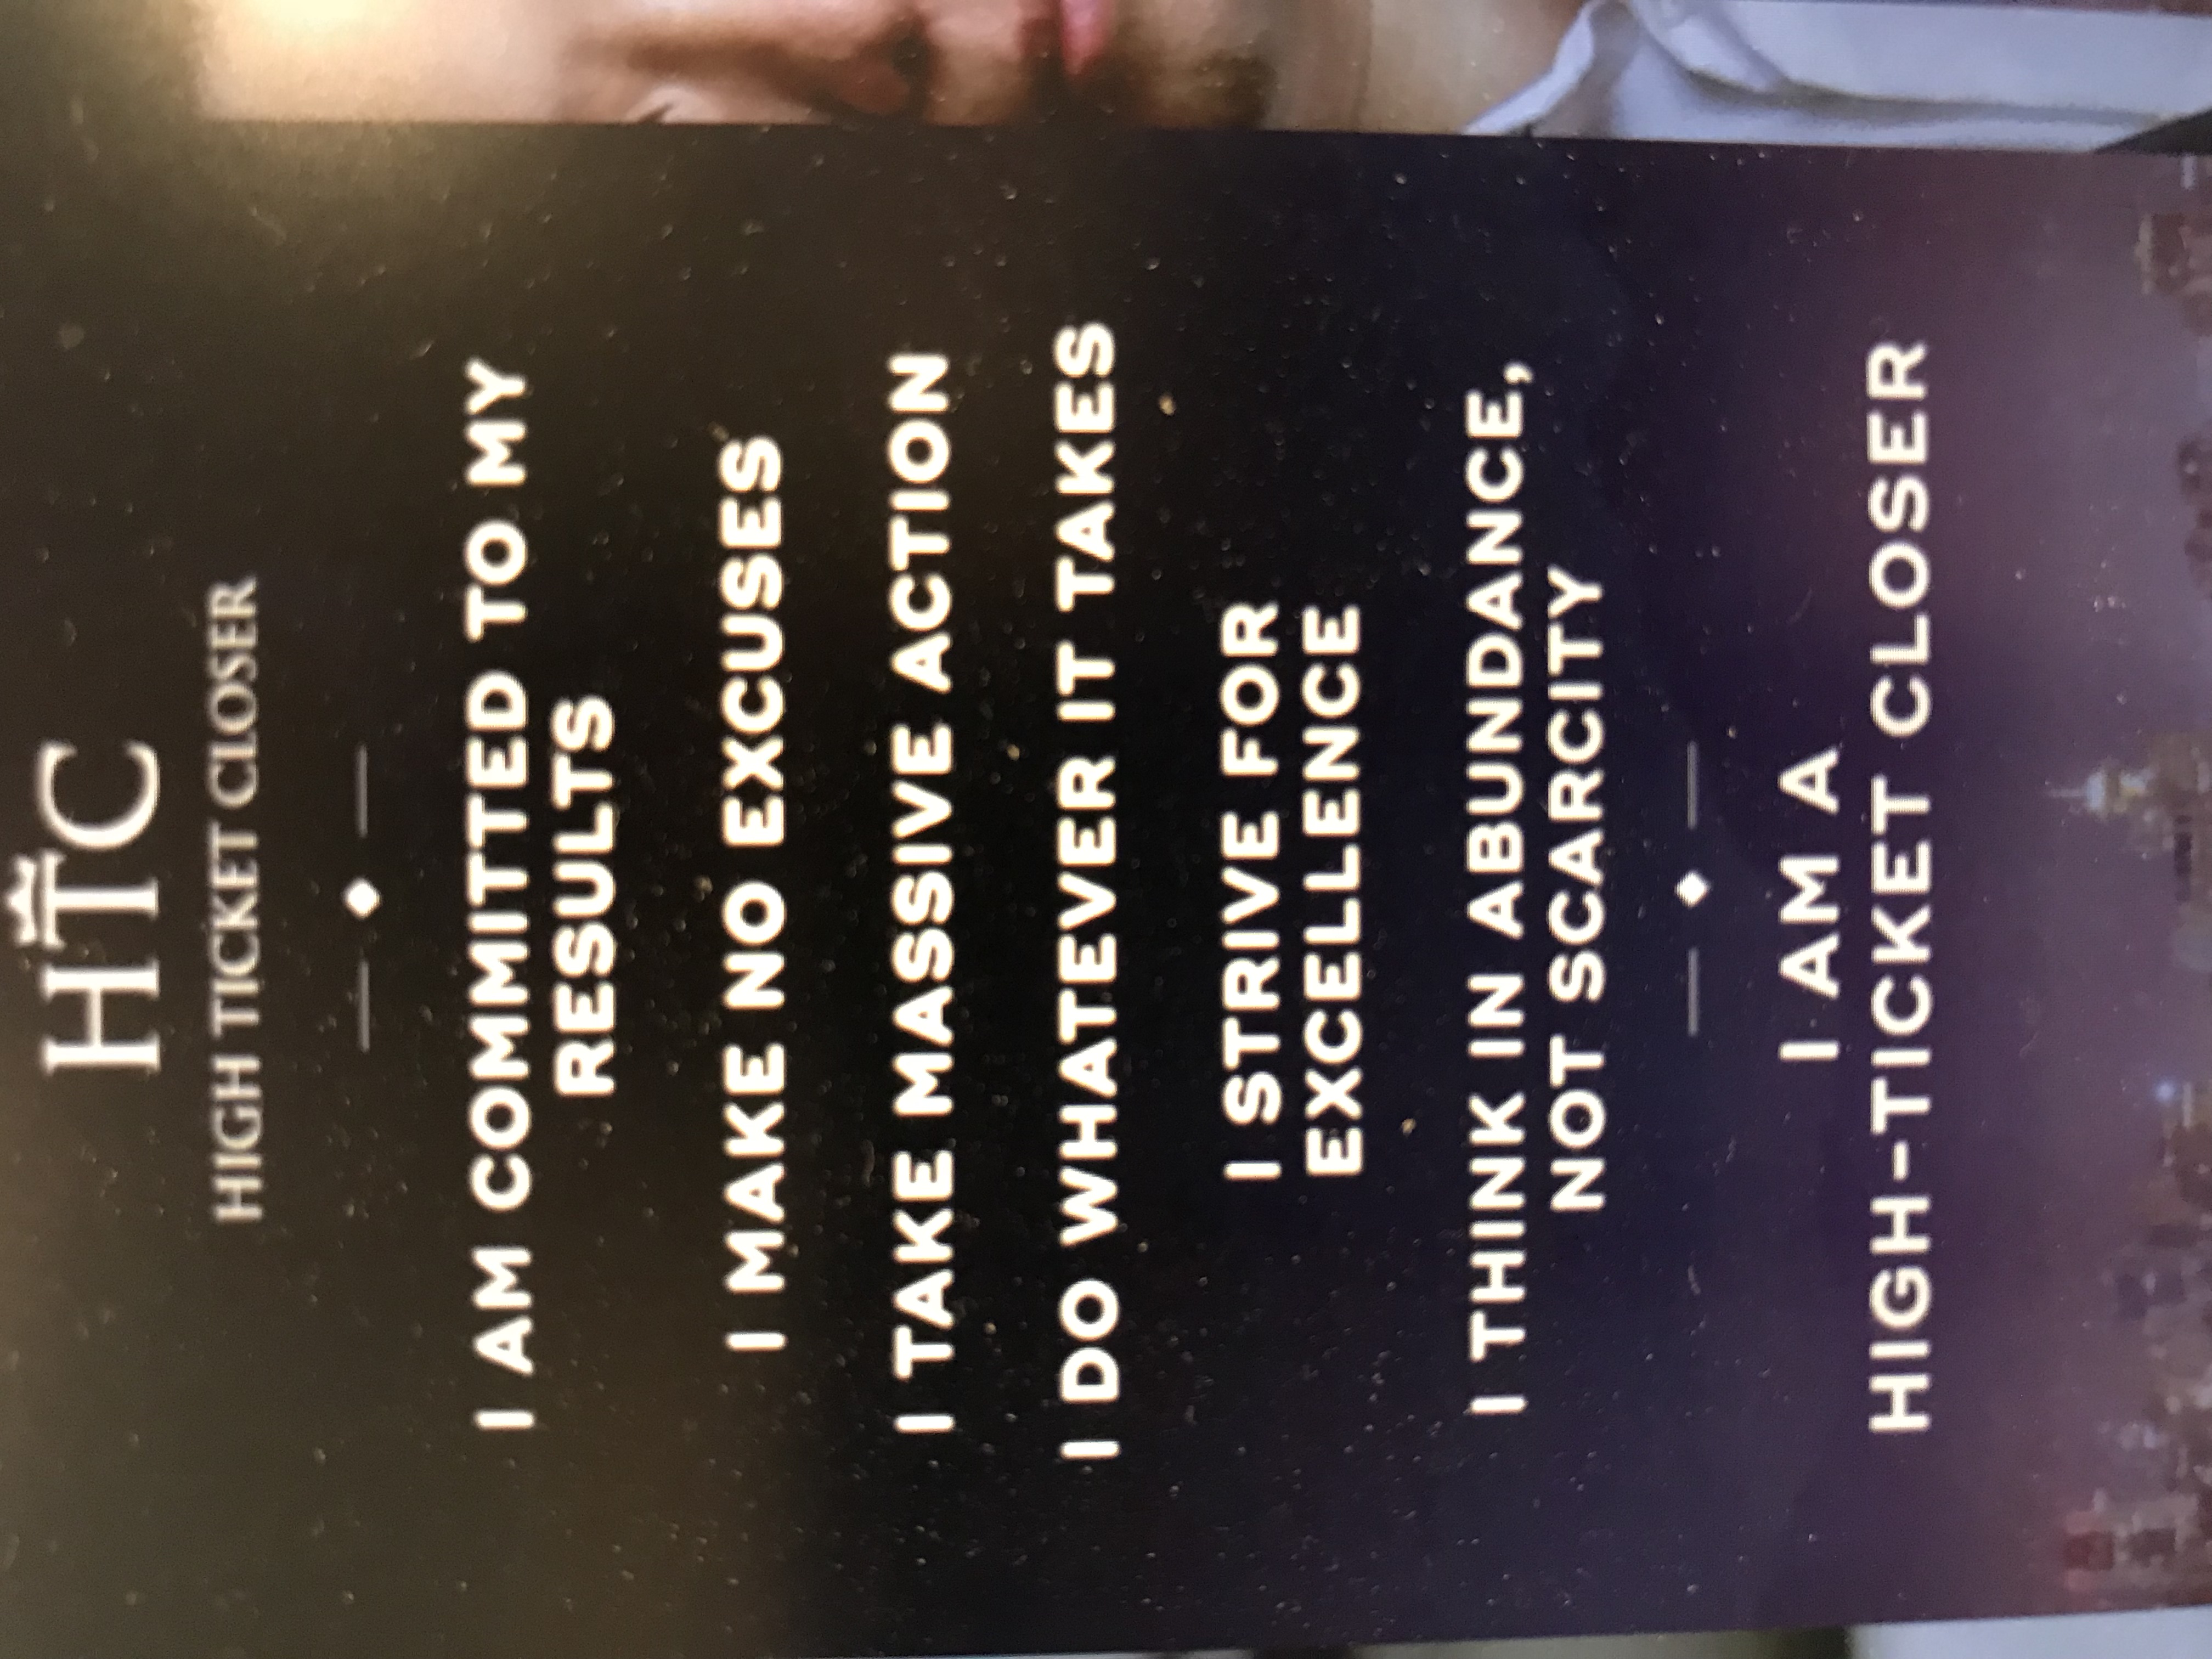 HTC
HIGH TICKET CLOSER
I AM COMMITTED TO MY
RESULTS
I MAKE NO EXCUSES
I TAKE MASSIVE ACTION
I DO WHATEVER IT TAKES
I STRIVE FOR
EXCELLENCE
I THINK IN ABUNDANCE,
NOT SCARCITY
I AM A
HIGH-TICKET CLOSER